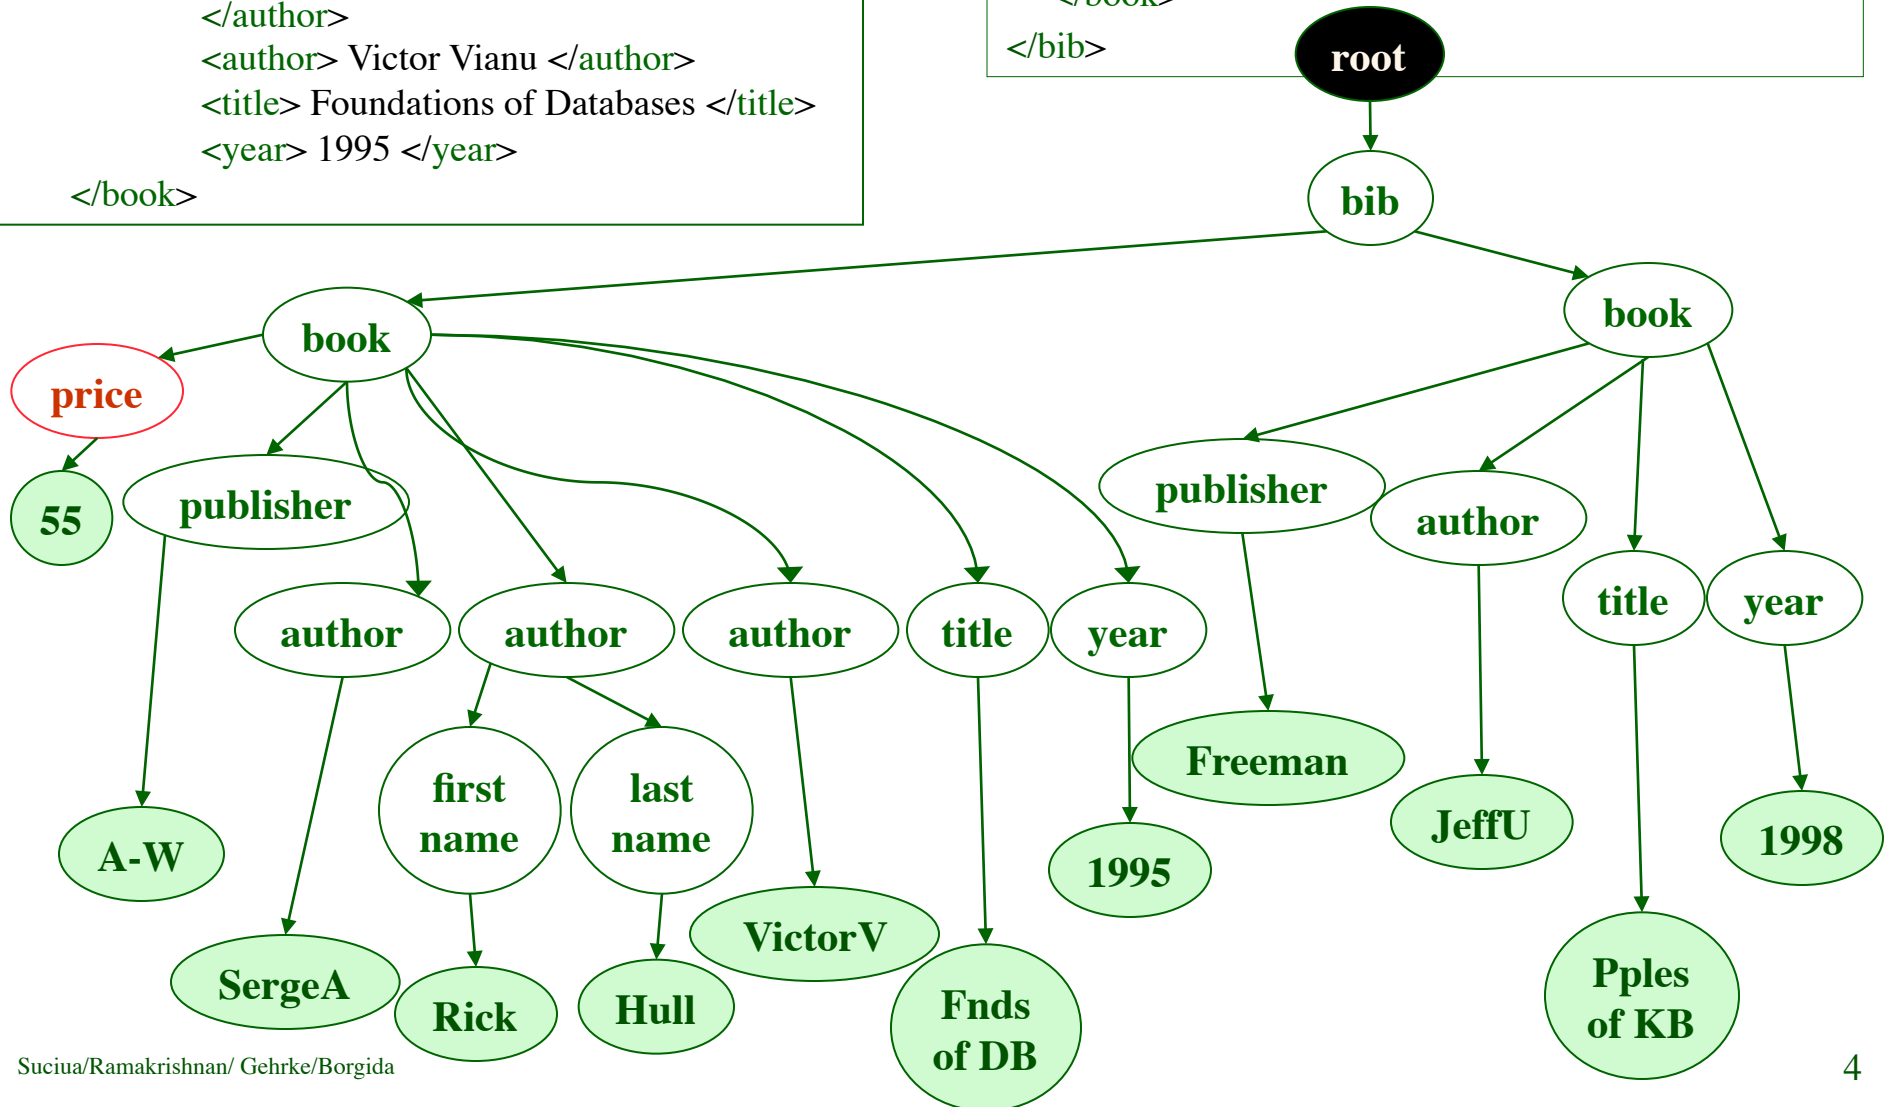 </author>
<author> Victor Vianu </author>
<title> Foundations of Databases </title>
<year> 1995 </year>
</book>
</book>
</bib>
root
bib
book
book
price
publisher
55
publisher
author
author
author
author
title
year
title
year
first
name
last
name
Freeman
JeffU
1998
A-W
1995
VictorV
SergeA
Rick
Hull
Fnds
of DB
Pples
of KB
Suciua/Ramakrishnan/ Gehrke/Borgida
4